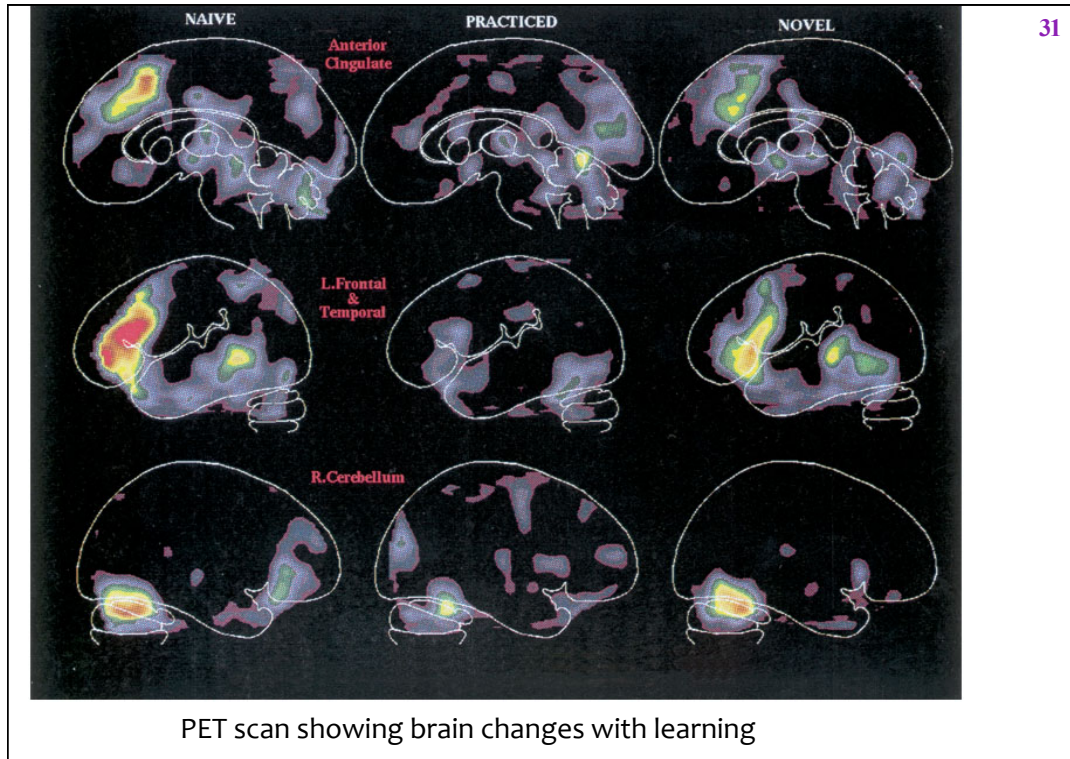 NAIVE PRACTICED NOVEL
31
Anterior
Cingulate
L.Frontal
&
Temporal
R.Cerebellum
PET scan showing brain changes with learning